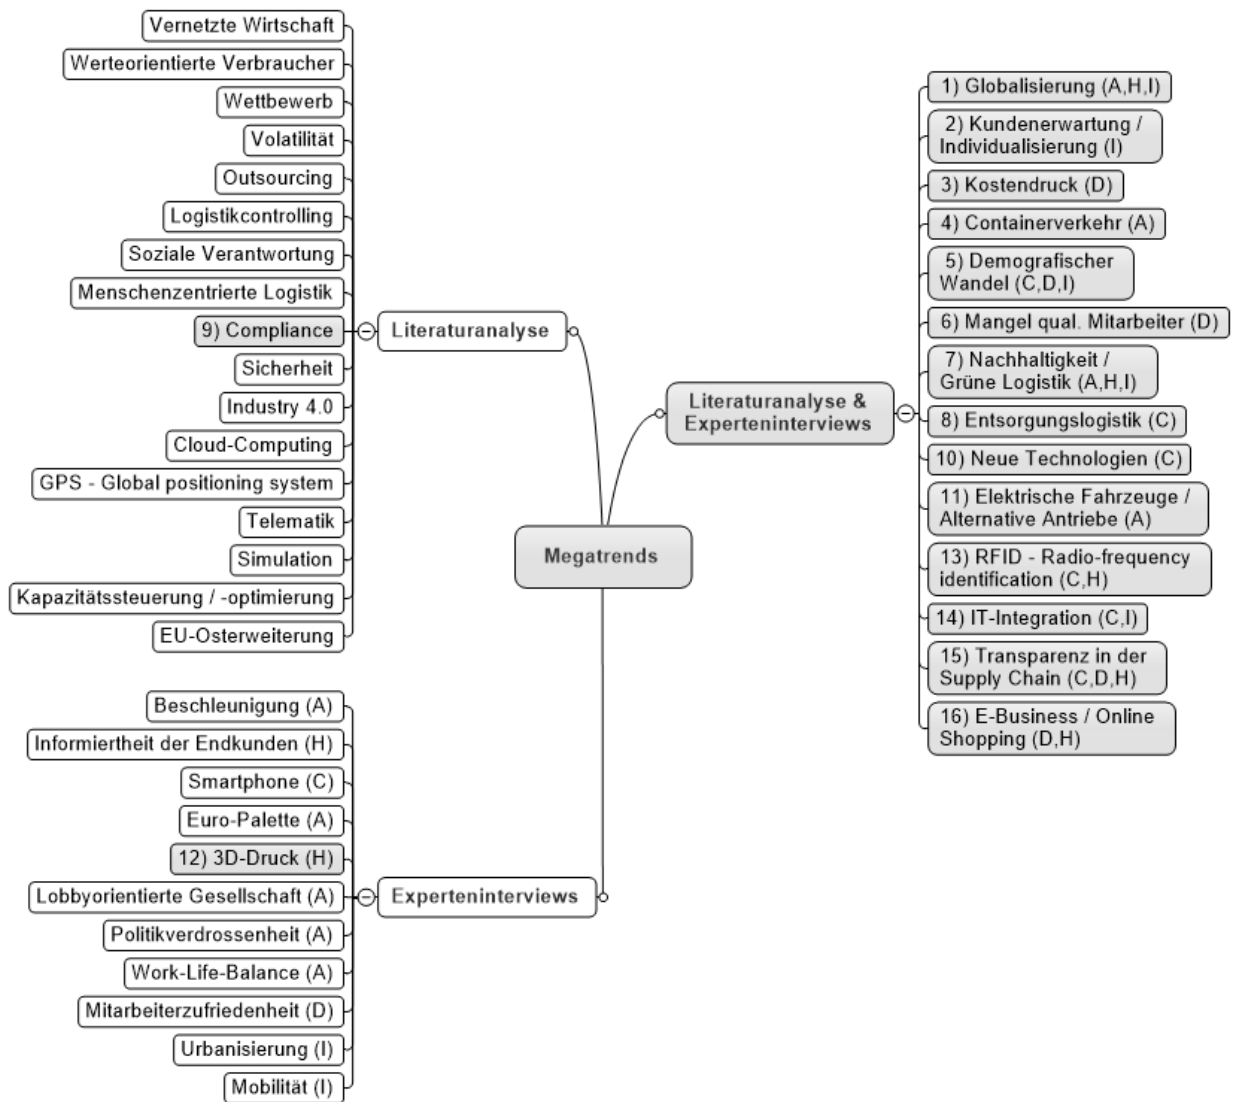 Vernetzte Wirtschaft
Werteorientierte Verbraucher
Wettbewerb
Volatilität
Outsourcing
Logistikcontrolling
Soziale Verantwortung
Menschenzentrierte Logistik
9) Compliance
Sicherheit
Industry 4.0
Cloud-Computing
GPS - Global positioning system
Telematik
Simulation
Kapazitätssteuerung / -optimierung
EU-Osterweiterung
Literaturanalyse
Beschleunigung (A)
Informiertheit der Endkunden (H)
Smartphone (C)
Euro-Palette (A)
12) 3D-Druck (H)
Lobbyorientierte Gesellschaft (A)
Politikverdrossenheit (A)
Work-Life-Balance (A)
Mitarbeiterzufriedenheit (D)
Urbanisierung (I)
Mobilität (I)
Experteninterviews
Megatrends
Literaturanalyse &
Experteninterviews
1) Globalisierung (A,H,I)
2) Kundenerwartung /
Individualisierung (I)
3) Kostendruck (D)
4) Containerverkehr (A)
5) Demografischer
Wandel (C,D,I)
6) Mangel qual. Mitarbeiter (D)
7) Nachhaltigkeit /
Grüne Logistik (A,H,I)
8) Entsorgungslogistik (C)
10) Neue Technologien (C)
11) Elektrische Fahrzeuge /
Alternative Antriebe (A)
13) RFID - Radio-frequency
identification (C,H)
14) IT-Integration (C,I)
15) Transparenz in der
Supply Chain (C,D,H)
16) E-Business / Online
Shopping (D,H)